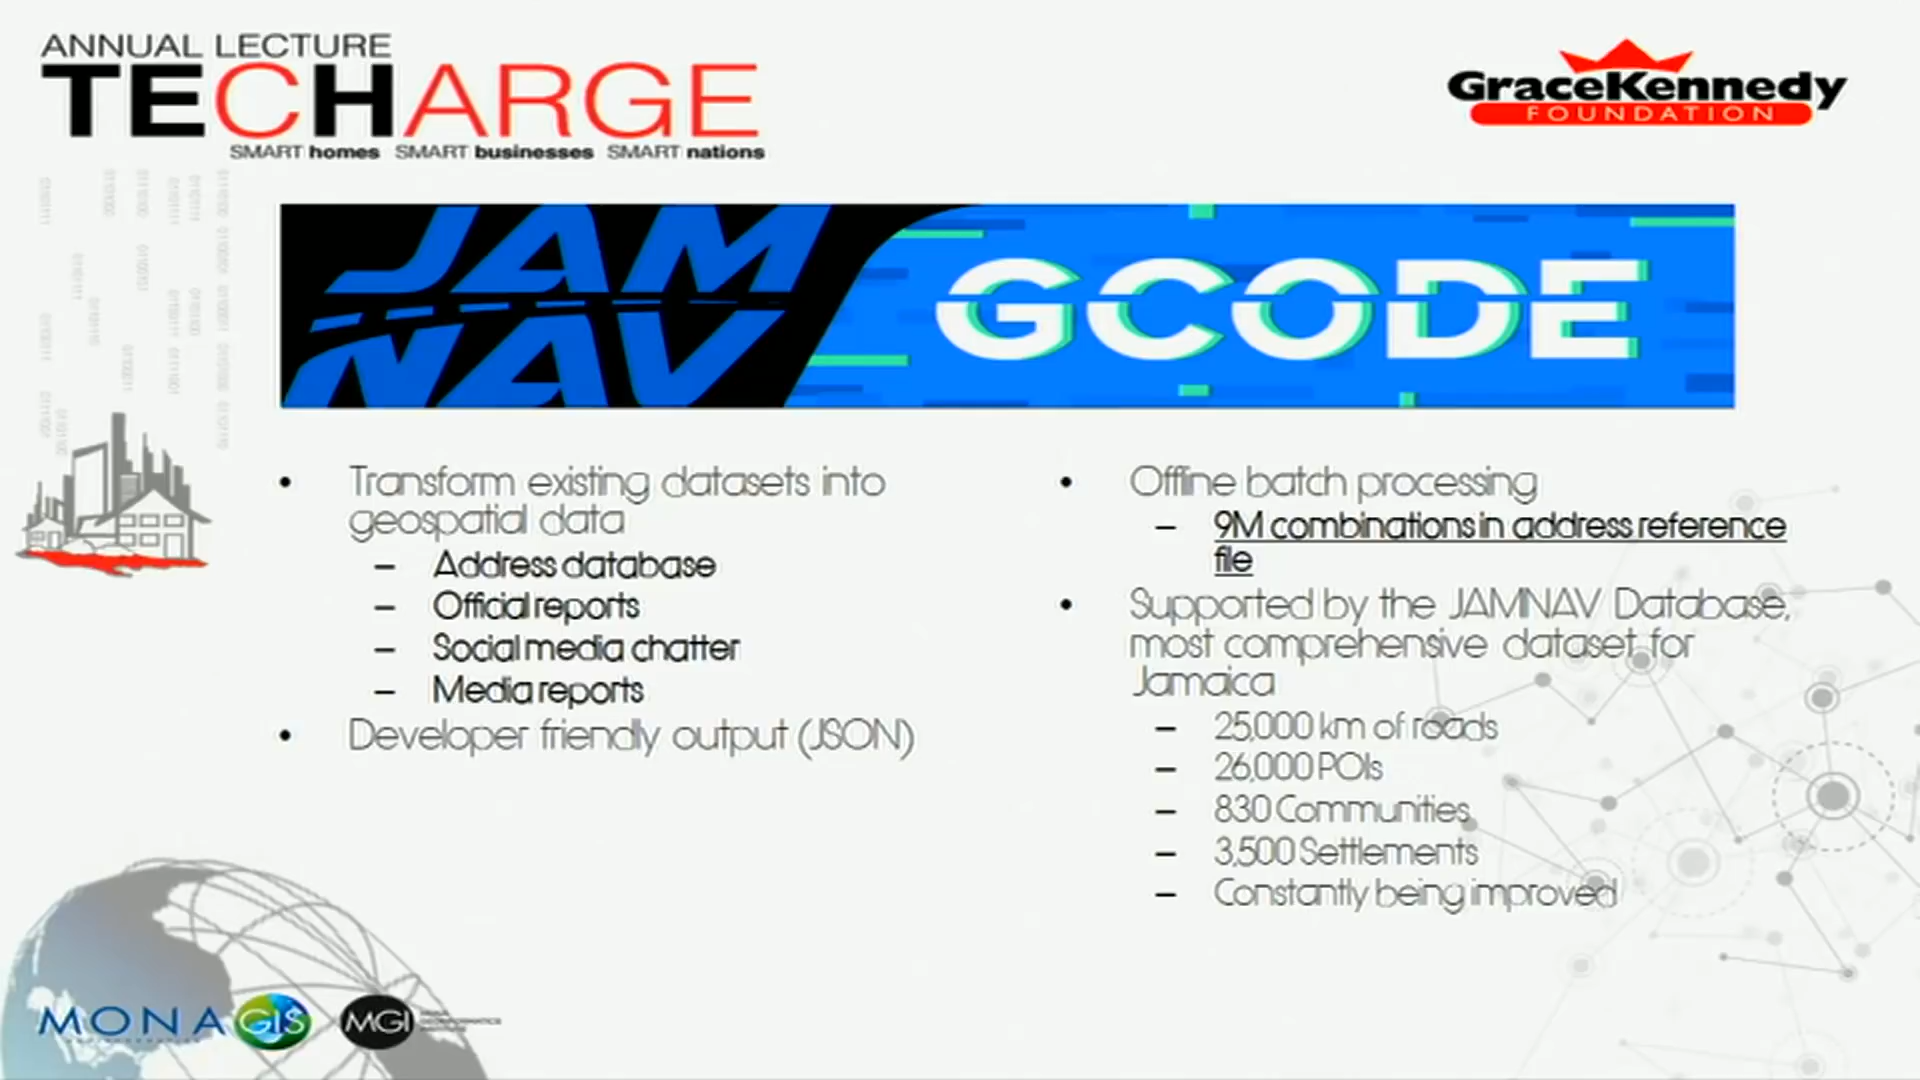 ANNUAL LECTURE
TECHARGE
SMART homes SMART businesses SMART nations
GraceKennedy
FOUNDATION
JAM
NAV
GCODE
• Transform existing datasets into
geospatial data
– Address database
– Official reports
– Social media chatter
– Media reports
• Developer friendly output (JSON)
• Offline batch processing
– 9M combinations in address reference
file
• Supported by the JAMNAV Database,
most comprehensive dataset for
Jamaica
– 25,000 km of roads
– 26,000 POIs
– 830 Communities
– 3,500 Settlements
– Constantly being improved
MONA GIS
MGI